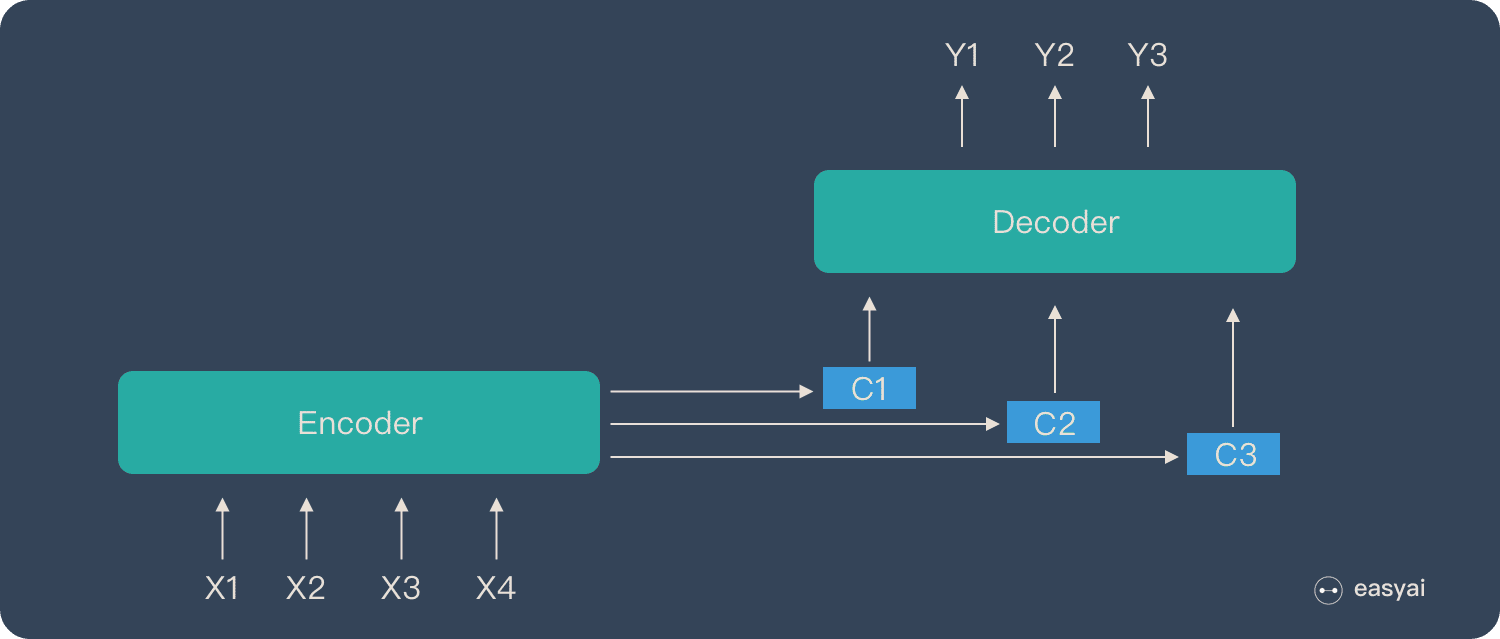 Y1 Y2 Y3
Decoder
C1
Encoder
C2
C3
X1 X2 X3 X4
easyai